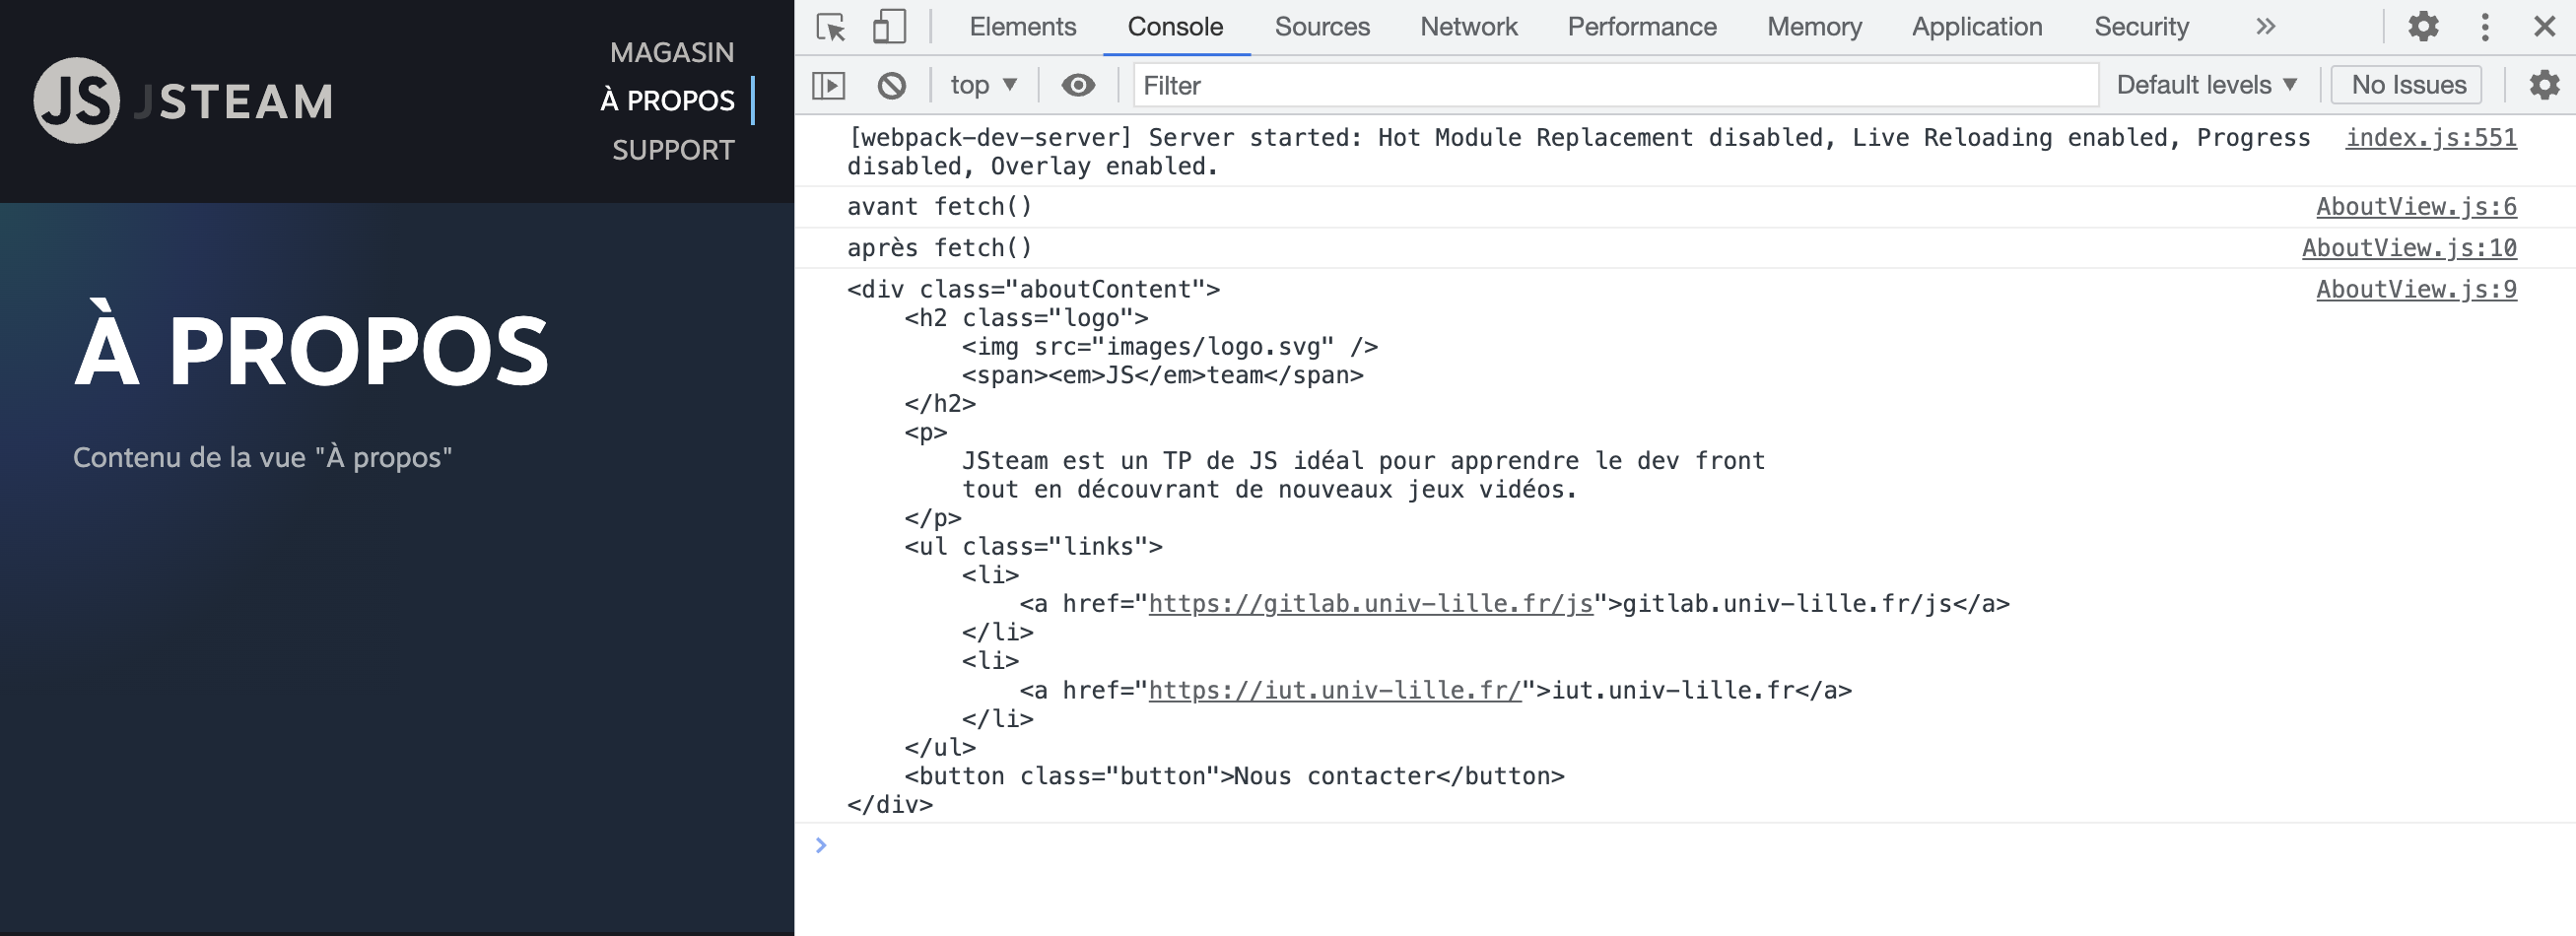 JS JSTEAM
MAGASIN
À PROPOS
SUPPORT
À PROPOS
Contenu de la vue "À propos"
Elements Console Sources Network Performance Memory Application Security »
top ▼ Filter Default levels ▼ No Issues
[webpack-dev-server] Server started: Hot Module Replacement disabled, Live Reloading enabled, Progress index.js:551
disabled, Overlay enabled.
avant fetch() AboutView.js:6
après fetch() AboutView.js:10
<div class="aboutContent"> AboutView.js:9
<h2 class="logo">
<img src="images/logo.svg" />
<span><em>JS</em>team</span>
</h2>
<p>
JSteam est un TP de JS idéal pour apprendre le dev front
tout en découvrant de nouveaux jeux vidéos.
</p>
<ul class="links">
<li>
<a href="https://gitlab.univ-lille.fr/js">gitlab.univ-lille.fr/js</a>
</li>
<li>
<a href="https://iut.univ-lille.fr/">iut.univ-lille.fr</a>
</li>
</ul>
<button class="button">Nous contacter</button>
</div>